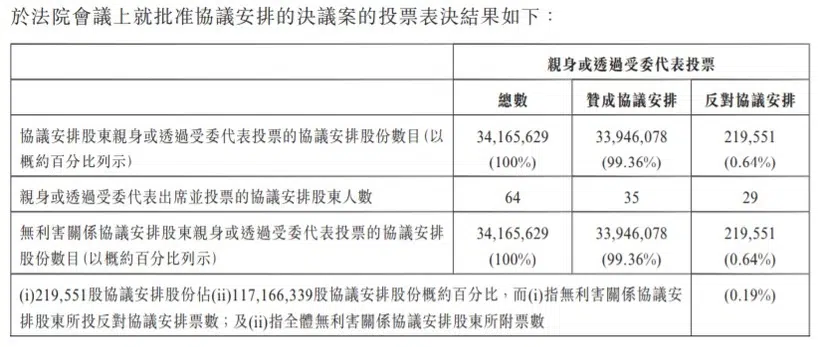 於法院會議上就批准協議安排的決議案的投票表決結果如下：
親身或透過受委代表投票
總數 贊成協議安排 反對協議安排
協議安排股東親身或透過受委代表投票的協議安排股份數目(以 34,165,629 33,946,078 219,551
概約百分比列示) (100%) (99.36%) (0.64%)
親身或透過受委代表出席並投票的協議安排股東人數 64 35 29
無利害關係協議安排股東親身或透過受委代表投票的協議安排 34,165,629 33,946,078 219,551
股份數目(以概約百分比列示) (100%) (99.36%) (0.64%)
(i)219,551股協議安排股份佔(ii)117,166,339股協議安排股份概約百分比，而(i)指無利害關係協議安 (0.19%)
排股東所投反對協議安排票數；及(ii)指全體無利害關係協議安排股東所附票數